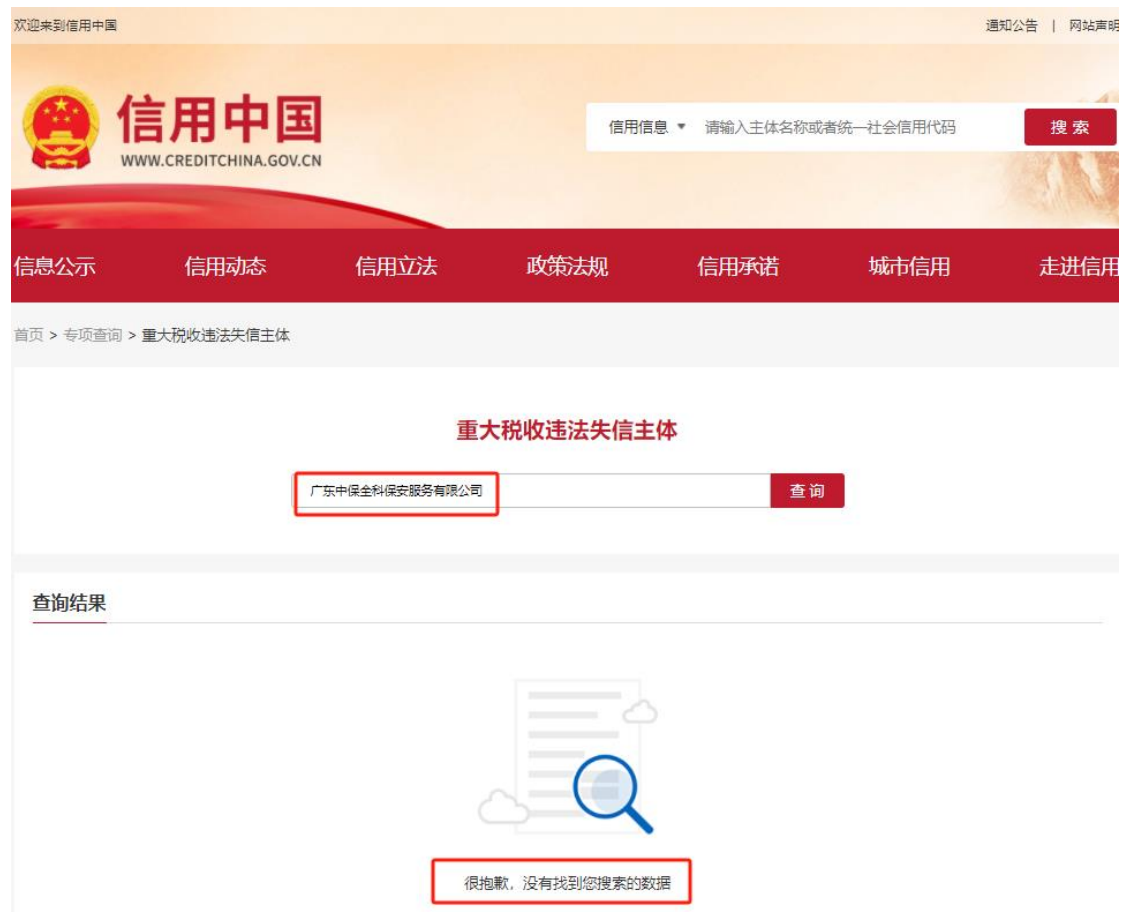 欢迎来到信用中国
通知公告 | 网站声明
信用中国
WWW.CREDITCHINA.GOV.CN
信用信息 请输入主体名称或者统一社会信用代码 搜索
信息公示 信用动态 信用立法 政策法规 信用承诺 城市信用 走进信用
首页 > 专项查询 > 重大税收违法失信主体
重大税收违法失信主体
广东中保全科保安服务有限公司 查询
查询结果
很抱歉，没有找到您搜索的数据